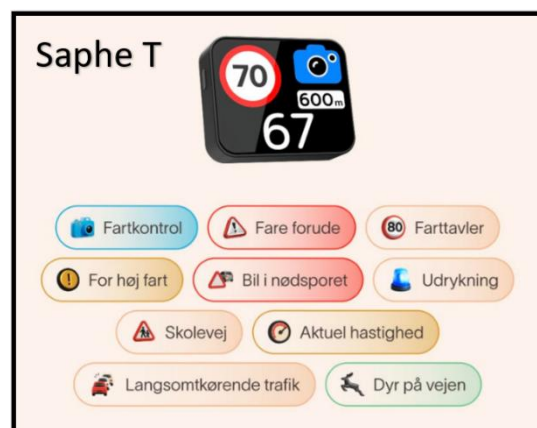 Saphe T
70
600m
67
Fartkontrol
Fare forude
80 Farttavler
For høj fart
Bil i nødsporet
Udrykning
Skolevej
Aktuel hastighed
Langsomtkørende trafik
Dyr på vejen